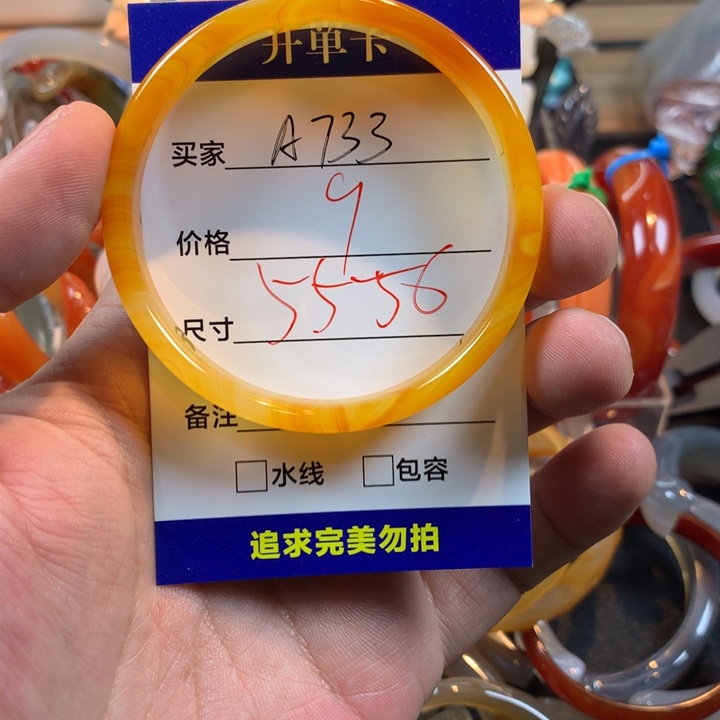 开单卡
买家 A733
价格 9
尺寸 55-56
备注
水线 包容
追求完美勿拍